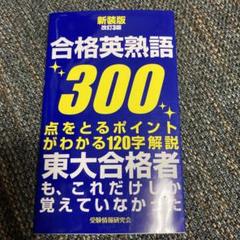 新装版
改訂3版
合格英熟語
300
点をとるポイント
がわかる120字解説
東大合格者
も、これだけしか
覚えていなかった
受験情報研究会